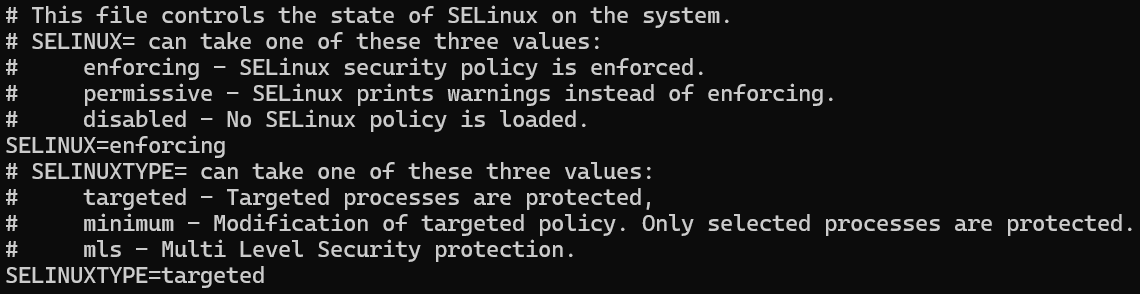 # This file controls the state of SELinux on the system.
# SELINUX= can take one of these three values:
#     enforcing - SELinux security policy is enforced.
#     permissive - SELinux prints warnings instead of enforcing.
#     disabled - No SELinux policy is loaded.
SELINUX=enforcing
# SELINUXTYPE= can take one of these three values:
#     targeted - Targeted processes are protected,
#     minimum - Modification of targeted policy. Only selected processes are protected.
#     mls - Multi Level Security protection.
SELINUXTYPE=targeted